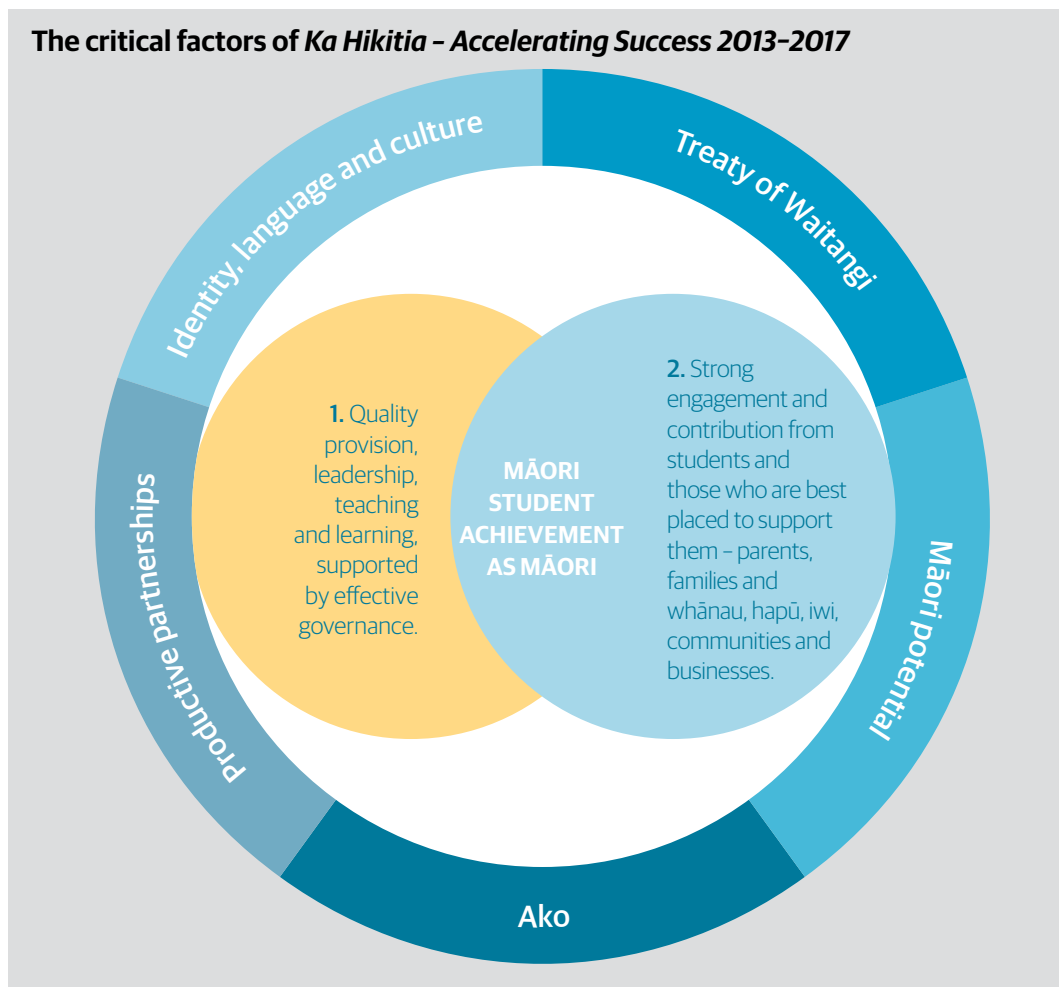 The critical factors of Ka Hikitia – Accelerating Success 2013–2017
Identity, language and culture
Treaty of Waitangi
Māori potential
Ako
Productive partnerships
1. Quality
provision,
leadership,
teaching
and learning,
supported
by effective
governance.
MĀORI
STUDENT
ACHIEVEMENT
AS MĀORI
2. Strong
engagement and
contribution from
students and
those who are best
placed to support
them – parents,
families and
whānau, hapū, iwi,
communities and
businesses.